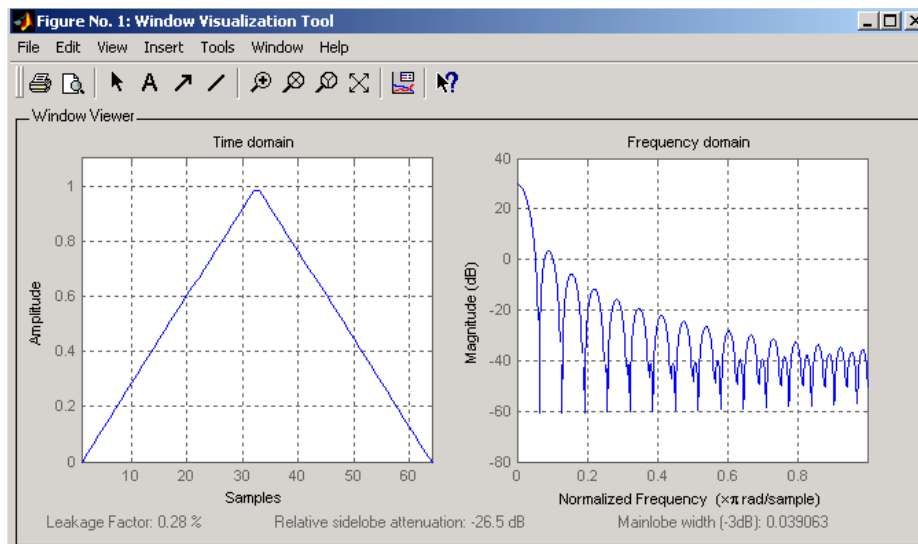 Figure No. 1: Window Visualization Tool
File Edit View Insert Tools Window Help
A
Window Viewer
Time domain
Frequency domain
1
0.8
0.6
0.4
0.2
0
Amplitude
10 20 30 40 50 60
Samples
40
20
0
-20
-40
-60
-80
Magnitude (dB)
0 0.2 0.4 0.6 0.8
Normalized Frequency (×π rad/sample)
Leakage Factor: 0.28 % Relative sidelobe attenuation: -26.5 dB Mainlobe width (-3dB): 0.039063